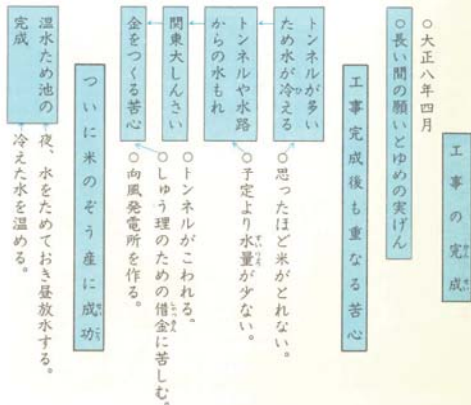 工事の完成
○大正八年四月
○長い間の願いとゆめの実げん
工事完成後も重なる苦心
トンネルが多い
ため水が冷える
○思ったほど米がとれない。
トンネルや水路
からの水もれ
○予定より水量が少ない。
関東大しんさい
○トンネルがこわれる。
○しゅう理のための借金に苦しむ。
金をつくる苦心
○向風発電所を作る。
ついに米のぞう産に成功
温水ため池の
完成
夜、水をためておき昼放水する。
冷えた水を温める。